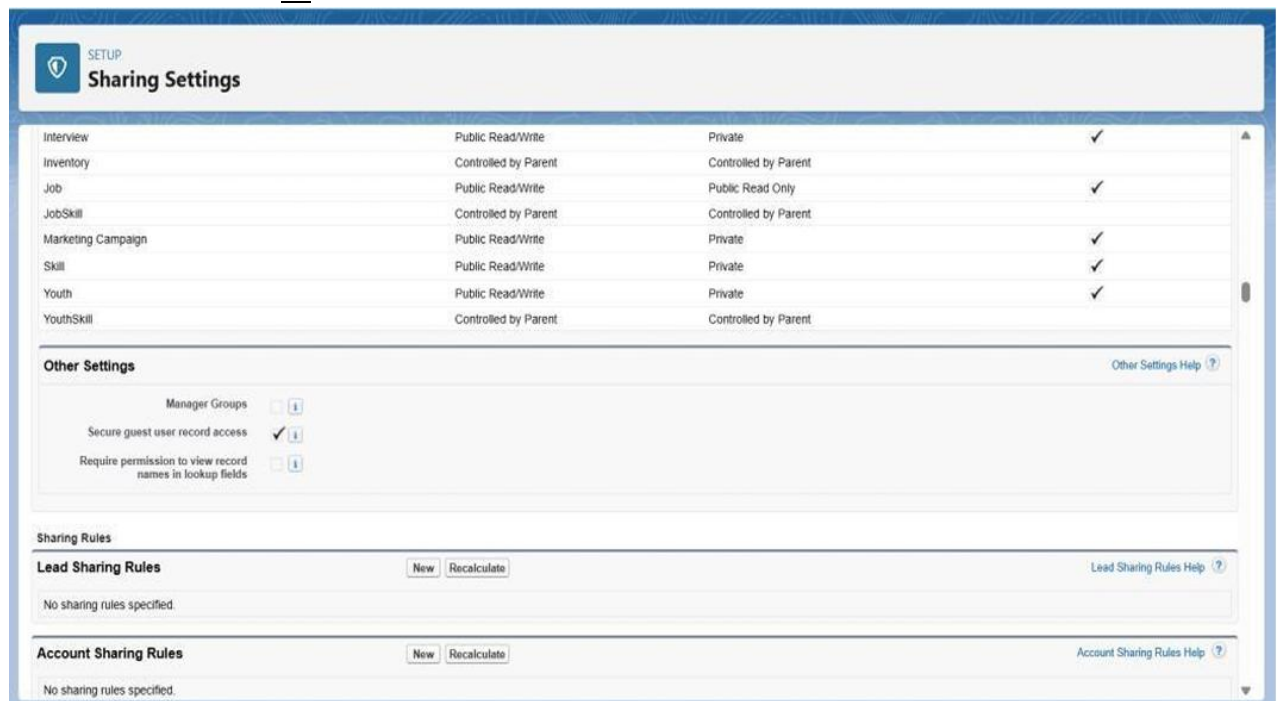 SETUP
Sharing Settings
Interview Public Read/Write Private ✓
Inventory Controlled by Parent Controlled by Parent
Job Public Read/Write Public Read Only ✓
JobSkill Controlled by Parent Controlled by Parent
Marketing Campaign Public Read/Write Private ✓
Skill Public Read/Write Private ✓
Youth Public Read/Write Private ✓
YouthSkill Controlled by Parent Controlled by Parent
Other Settings Other Settings Help ?
Manager Groups i
Secure guest user record access ✓ i
Require permission to view record
names in lookup fields i
Sharing Rules
Lead Sharing Rules New Recalculate Lead Sharing Rules Help ?
No sharing rules specified.
Account Sharing Rules New Recalculate Account Sharing Rules Help ?
No sharing rules specified.